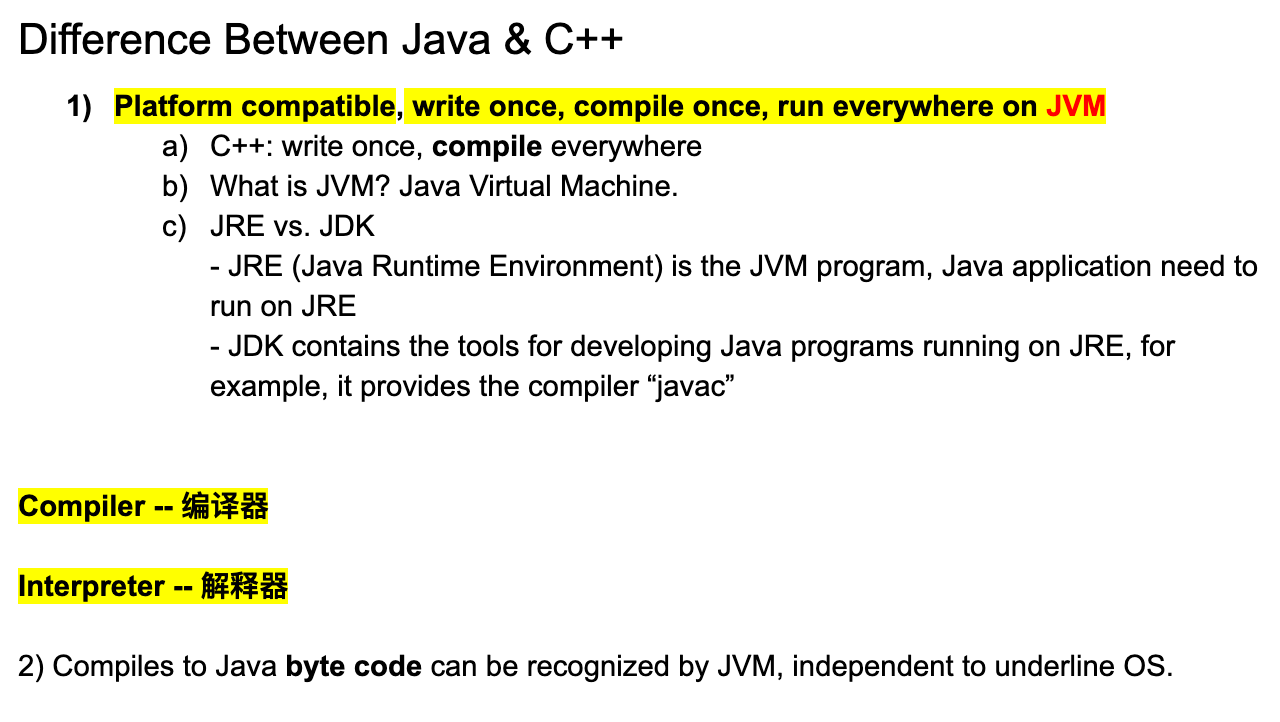 Difference Between Java & C++
1) Platform compatible, write once, compile once, run everywhere on JVM
a) C++: write once, compile everywhere
b) What is JVM? Java Virtual Machine.
c) JRE vs. JDK
- JRE (Java Runtime Environment) is the JVM program, Java application need to
run on JRE
- JDK contains the tools for developing Java programs running on JRE, for
example, it provides the compiler “javac”
Compiler -- 编译器
Interpreter -- 解释器
2) Compiles to Java byte code can be recognized by JVM, independent to underline OS.